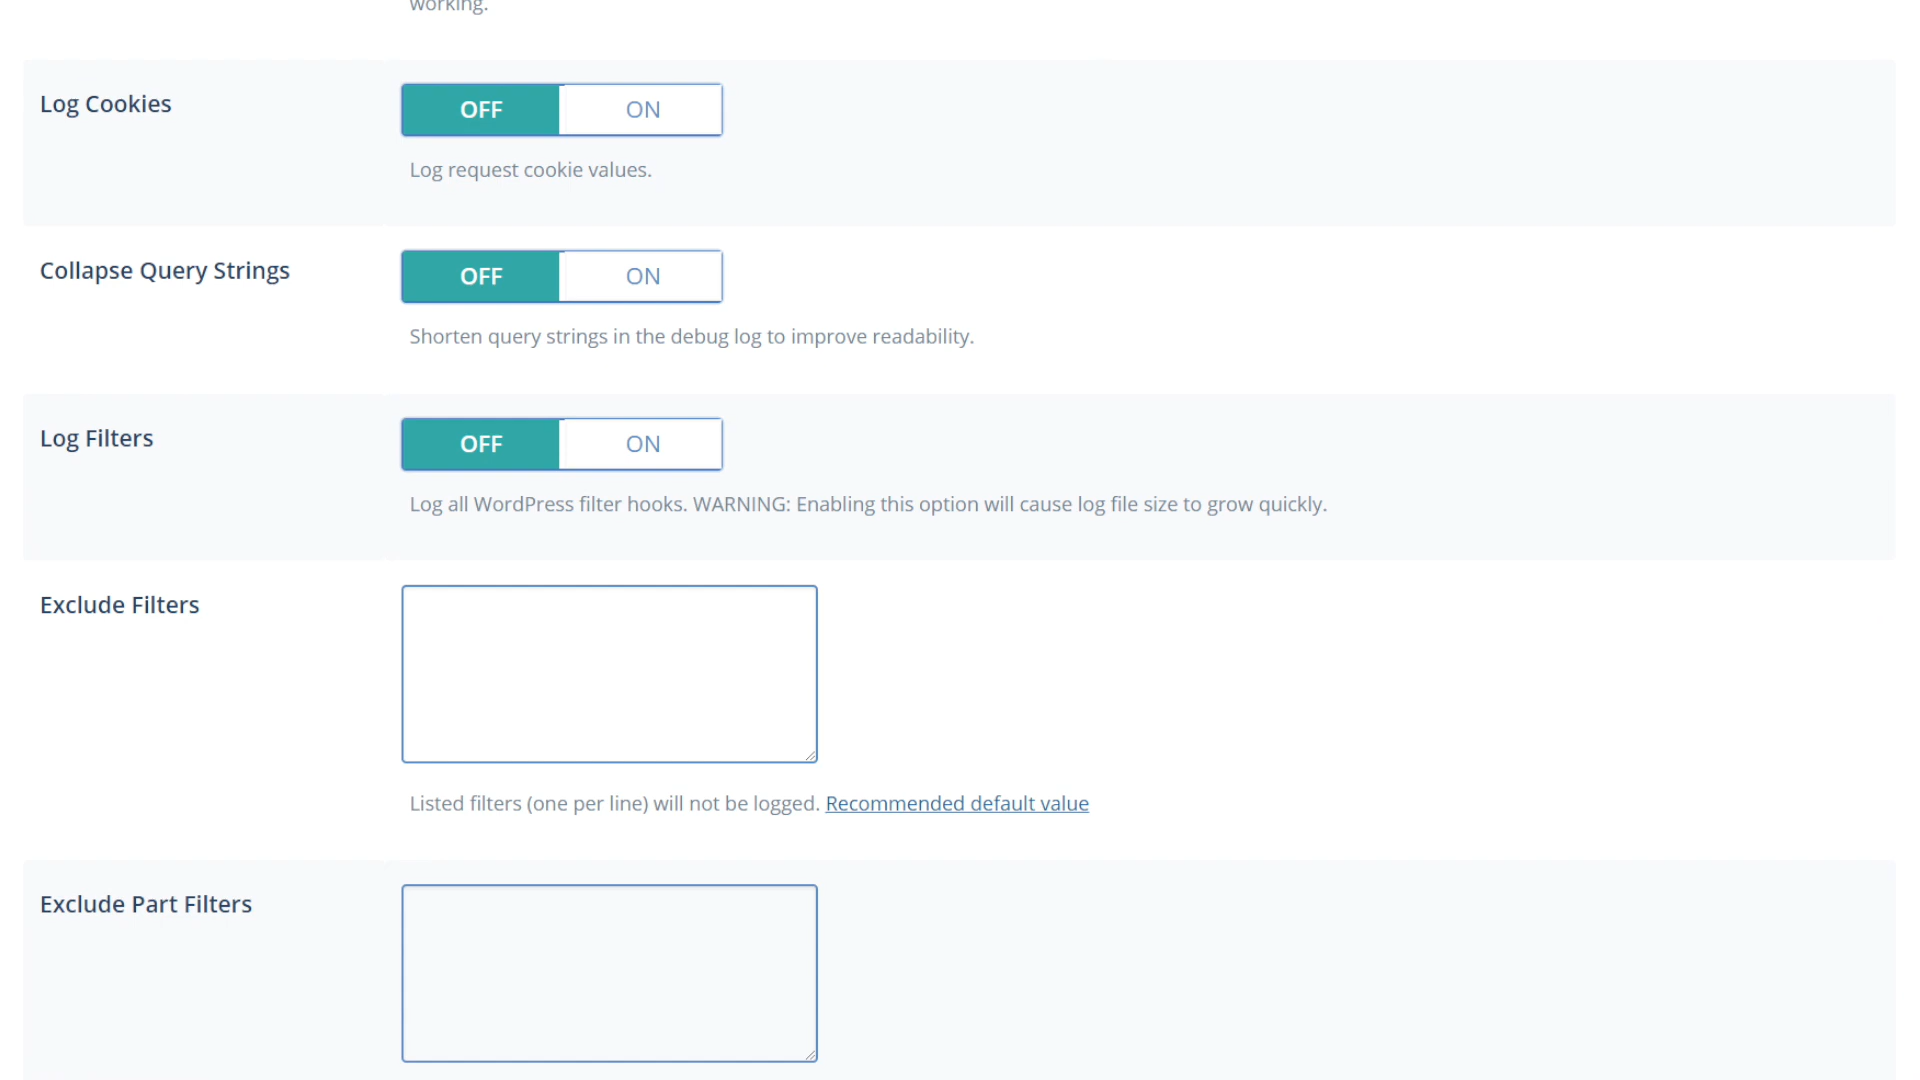 working.
Log Cookies
OFF ON
Log request cookie values.
Collapse Query Strings
OFF ON
Shorten query strings in the debug log to improve readability.
Log Filters
OFF ON
Log all WordPress filter hooks. WARNING: Enabling this option will cause log file size to grow quickly.
Exclude Filters
Listed filters (one per line) will not be logged. Recommended default value
Exclude Part Filters